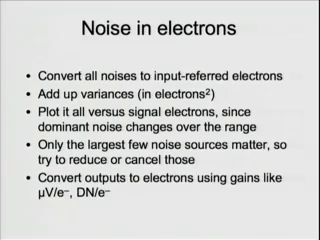 Noise in electrons
• Convert all noises to input-referred electrons
• Add up variances (in electrons²)
• Plot it all versus signal electrons, since
dominant noise changes over the range
• Only the largest few noise sources matter, so
try to reduce or cancel those
• Convert outputs to electrons using gains like
µV/e–, DN/e–